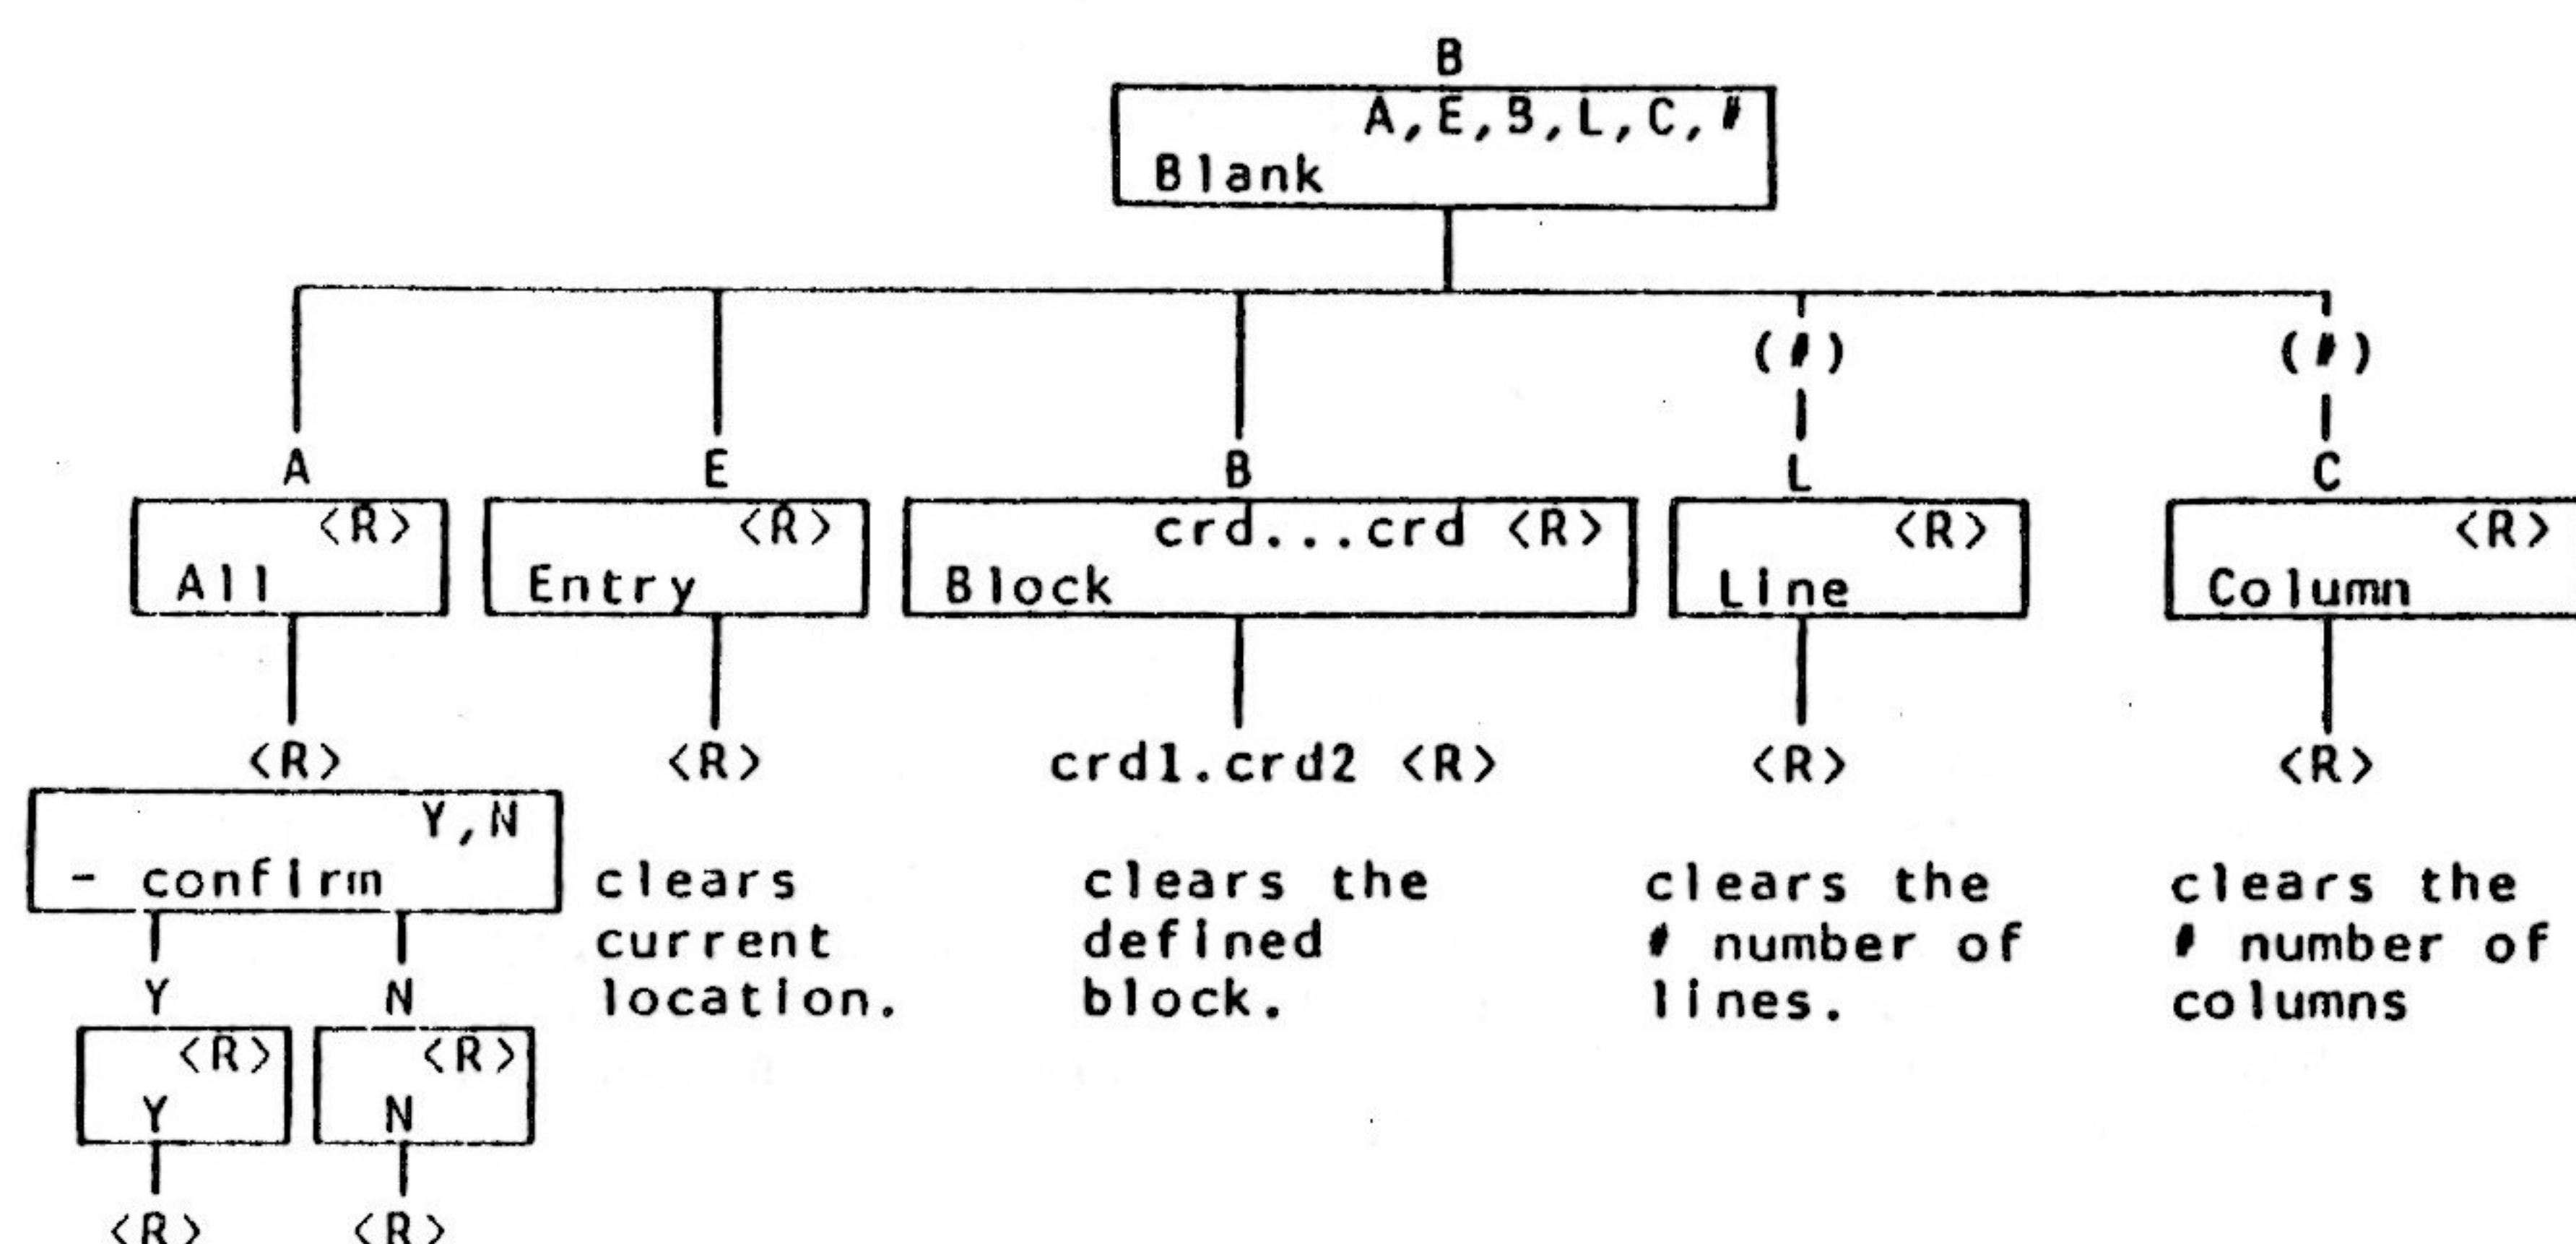 B
A,E,B,L,C,#
Blank
(#) (#)
A E B L C
<R> <R> crd...crd <R> <R> <R>
All Entry Block Line Column
<R> <R> crd1.crd2 <R> <R> <R>
Y,N
- confirm clears clears the clears the clears the
current defined # number of # number of
Y N location. block. lines. columns
<R> <R>
Y N
<R> <R>